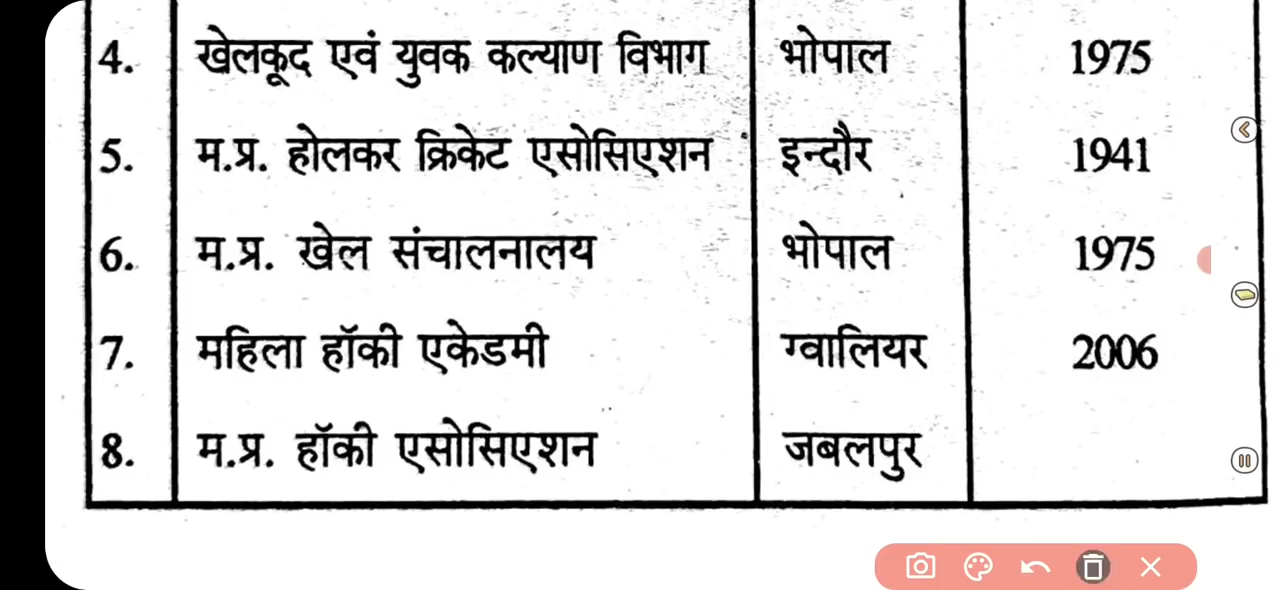 4. खेलकूद एवं युवक कल्याण विभाग भोपाल 1975
5. म.प्र. होलकर क्रिकेट एसोसिएशन इन्दौर 1941
6. म.प्र. खेल संचालनालय भोपाल 1975
7. महिला हॉकी एकेडमी ग्वालियर 2006
8. म.प्र. हॉकी एसोसिएशन जबलपुर